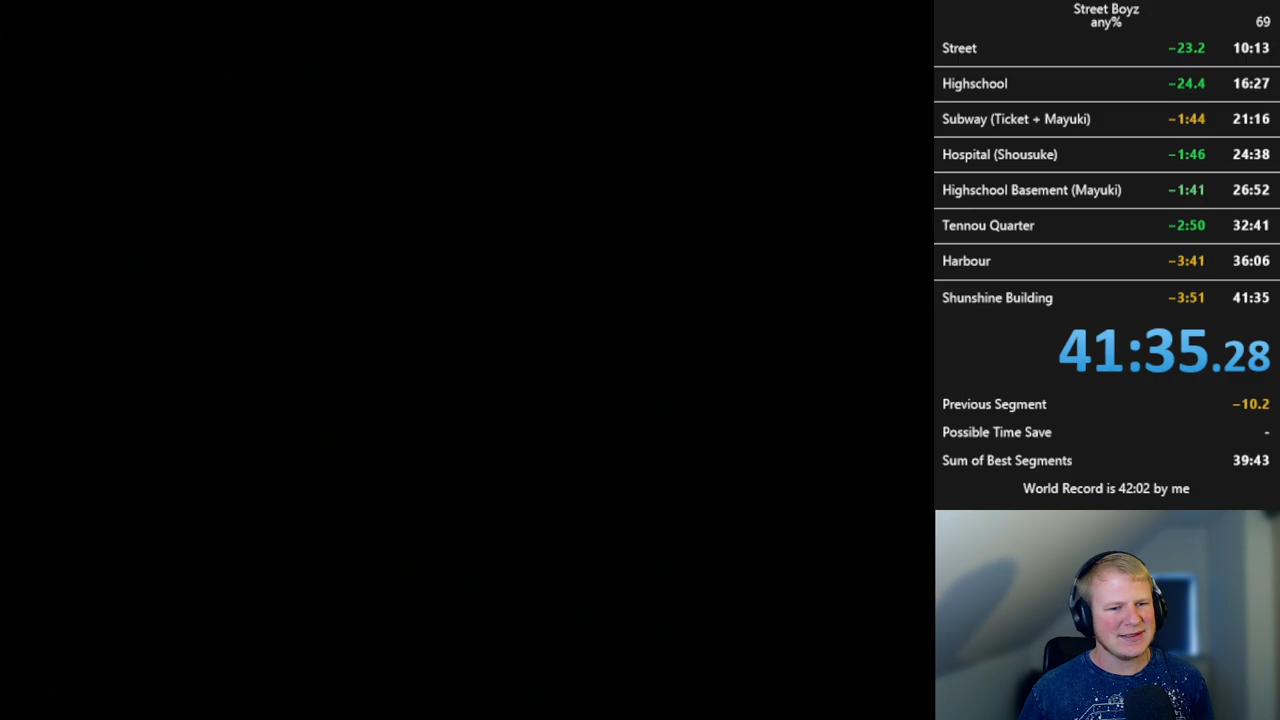 Street Boyz
any%
69
Street -23.2 10:13
Highschool -24.4 16:27
Subway (Ticket + Mayuki) -1:44 21:16
Hospital (Shousuke) -1:46 24:38
Highschool Basement (Mayuki) -1:41 26:52
Tennou Quarter -2:50 32:41
Harbour -3:41 36:06
Shunshine Building -3:51 41:35
41:35.28
Previous Segment -10.2
Possible Time Save -
Sum of Best Segments 39:43
World Record is 42:02 by me